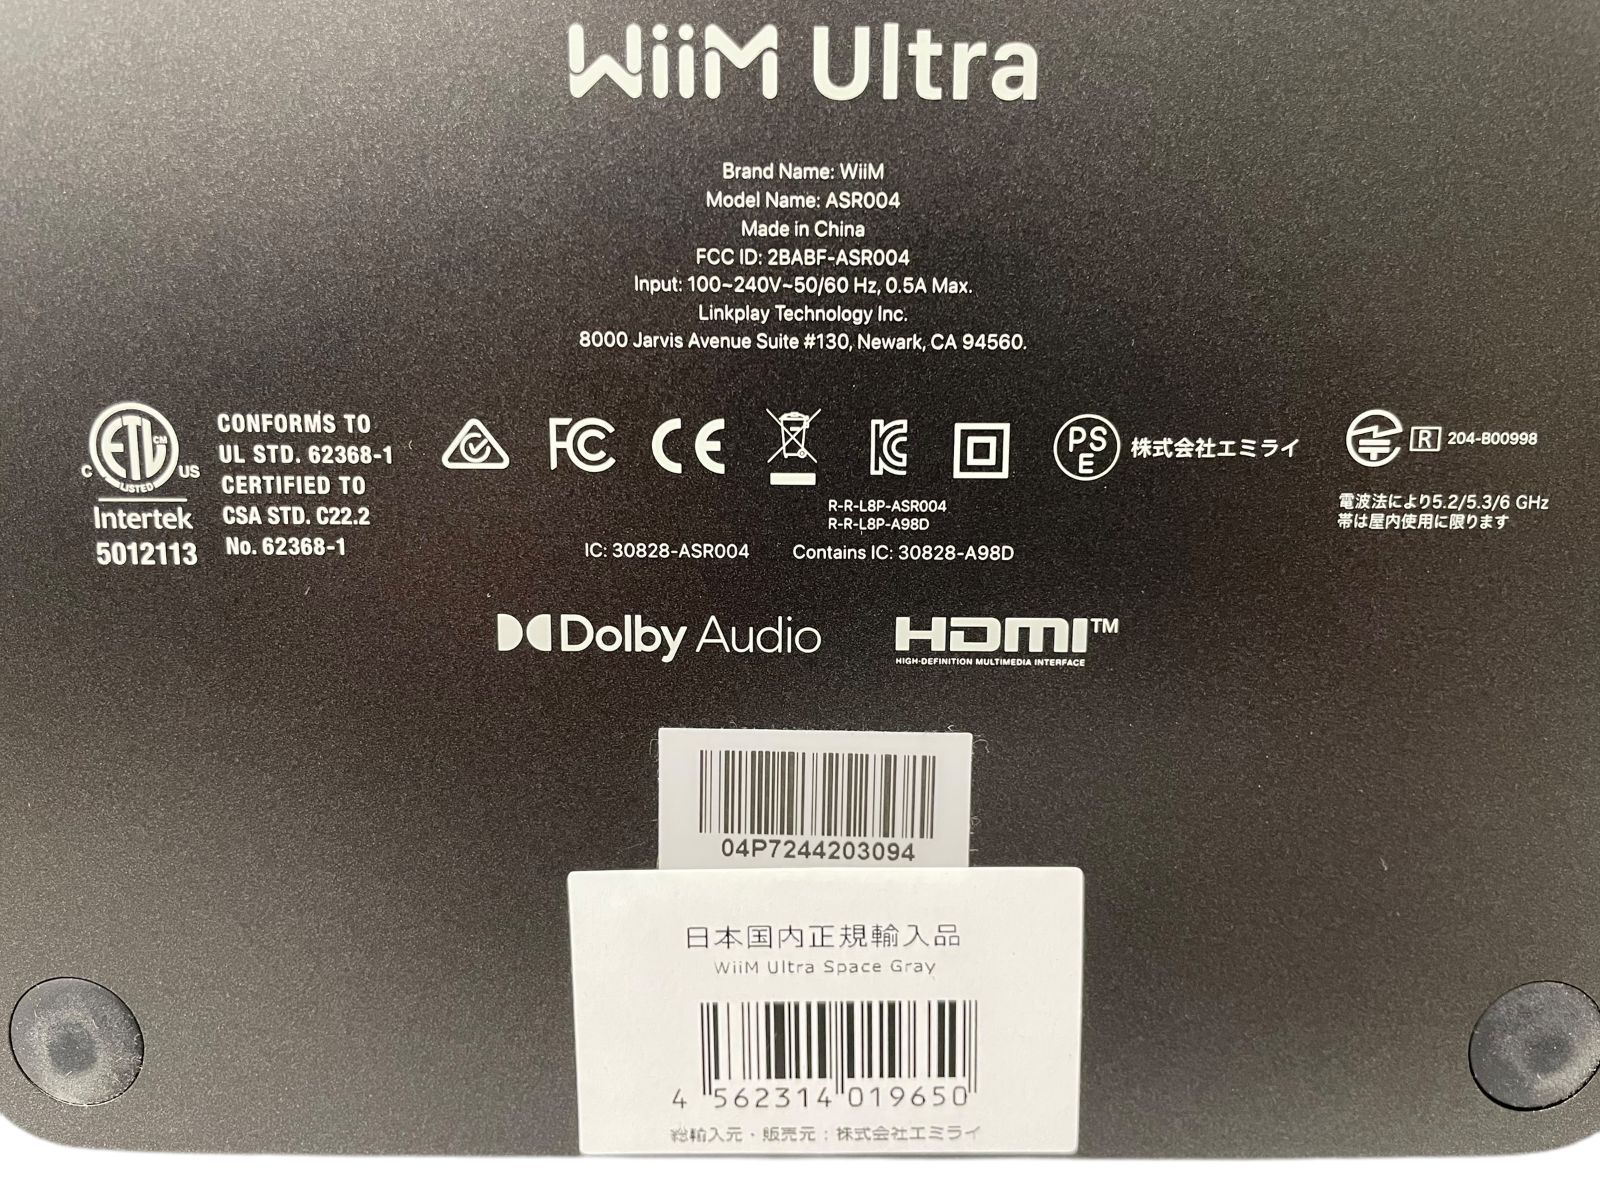 WiiM Ultra
Brand Name: WiiM
Model Name: ASR004
Made in China
FCC ID: 2BABF-ASR004
Input: 100~240V~50/60 Hz, 0.5A Max.
Linkplay Technology Inc.
8000 Jarvis Avenue Suite #130, Newark, CA 94560.
ETL CM
C US
LISTED
Intertek
5012113
CONFORMS TO
UL STD. 62368-1
CERTIFIED TO
CSA STD. C22.2
No. 62368-1
FC CE
PS E 株式会社エミライ
R 204-B00998
電波法により5.2/5.3/6 GHz
帯は屋内使用に限ります
R-R-L8P-ASR004
R-R-L8P-A98D
IC: 30828-ASR004 Contains IC: 30828-A98D
Dolby Audio
HDMI™
HIGH-DEFINITION MULTIMEDIA INTERFACE
04P7244203094
日本国内正規輸入品
WiiM Ultra Space Gray
4 562314 019650
総輸入元・販売元：株式会社エミライ